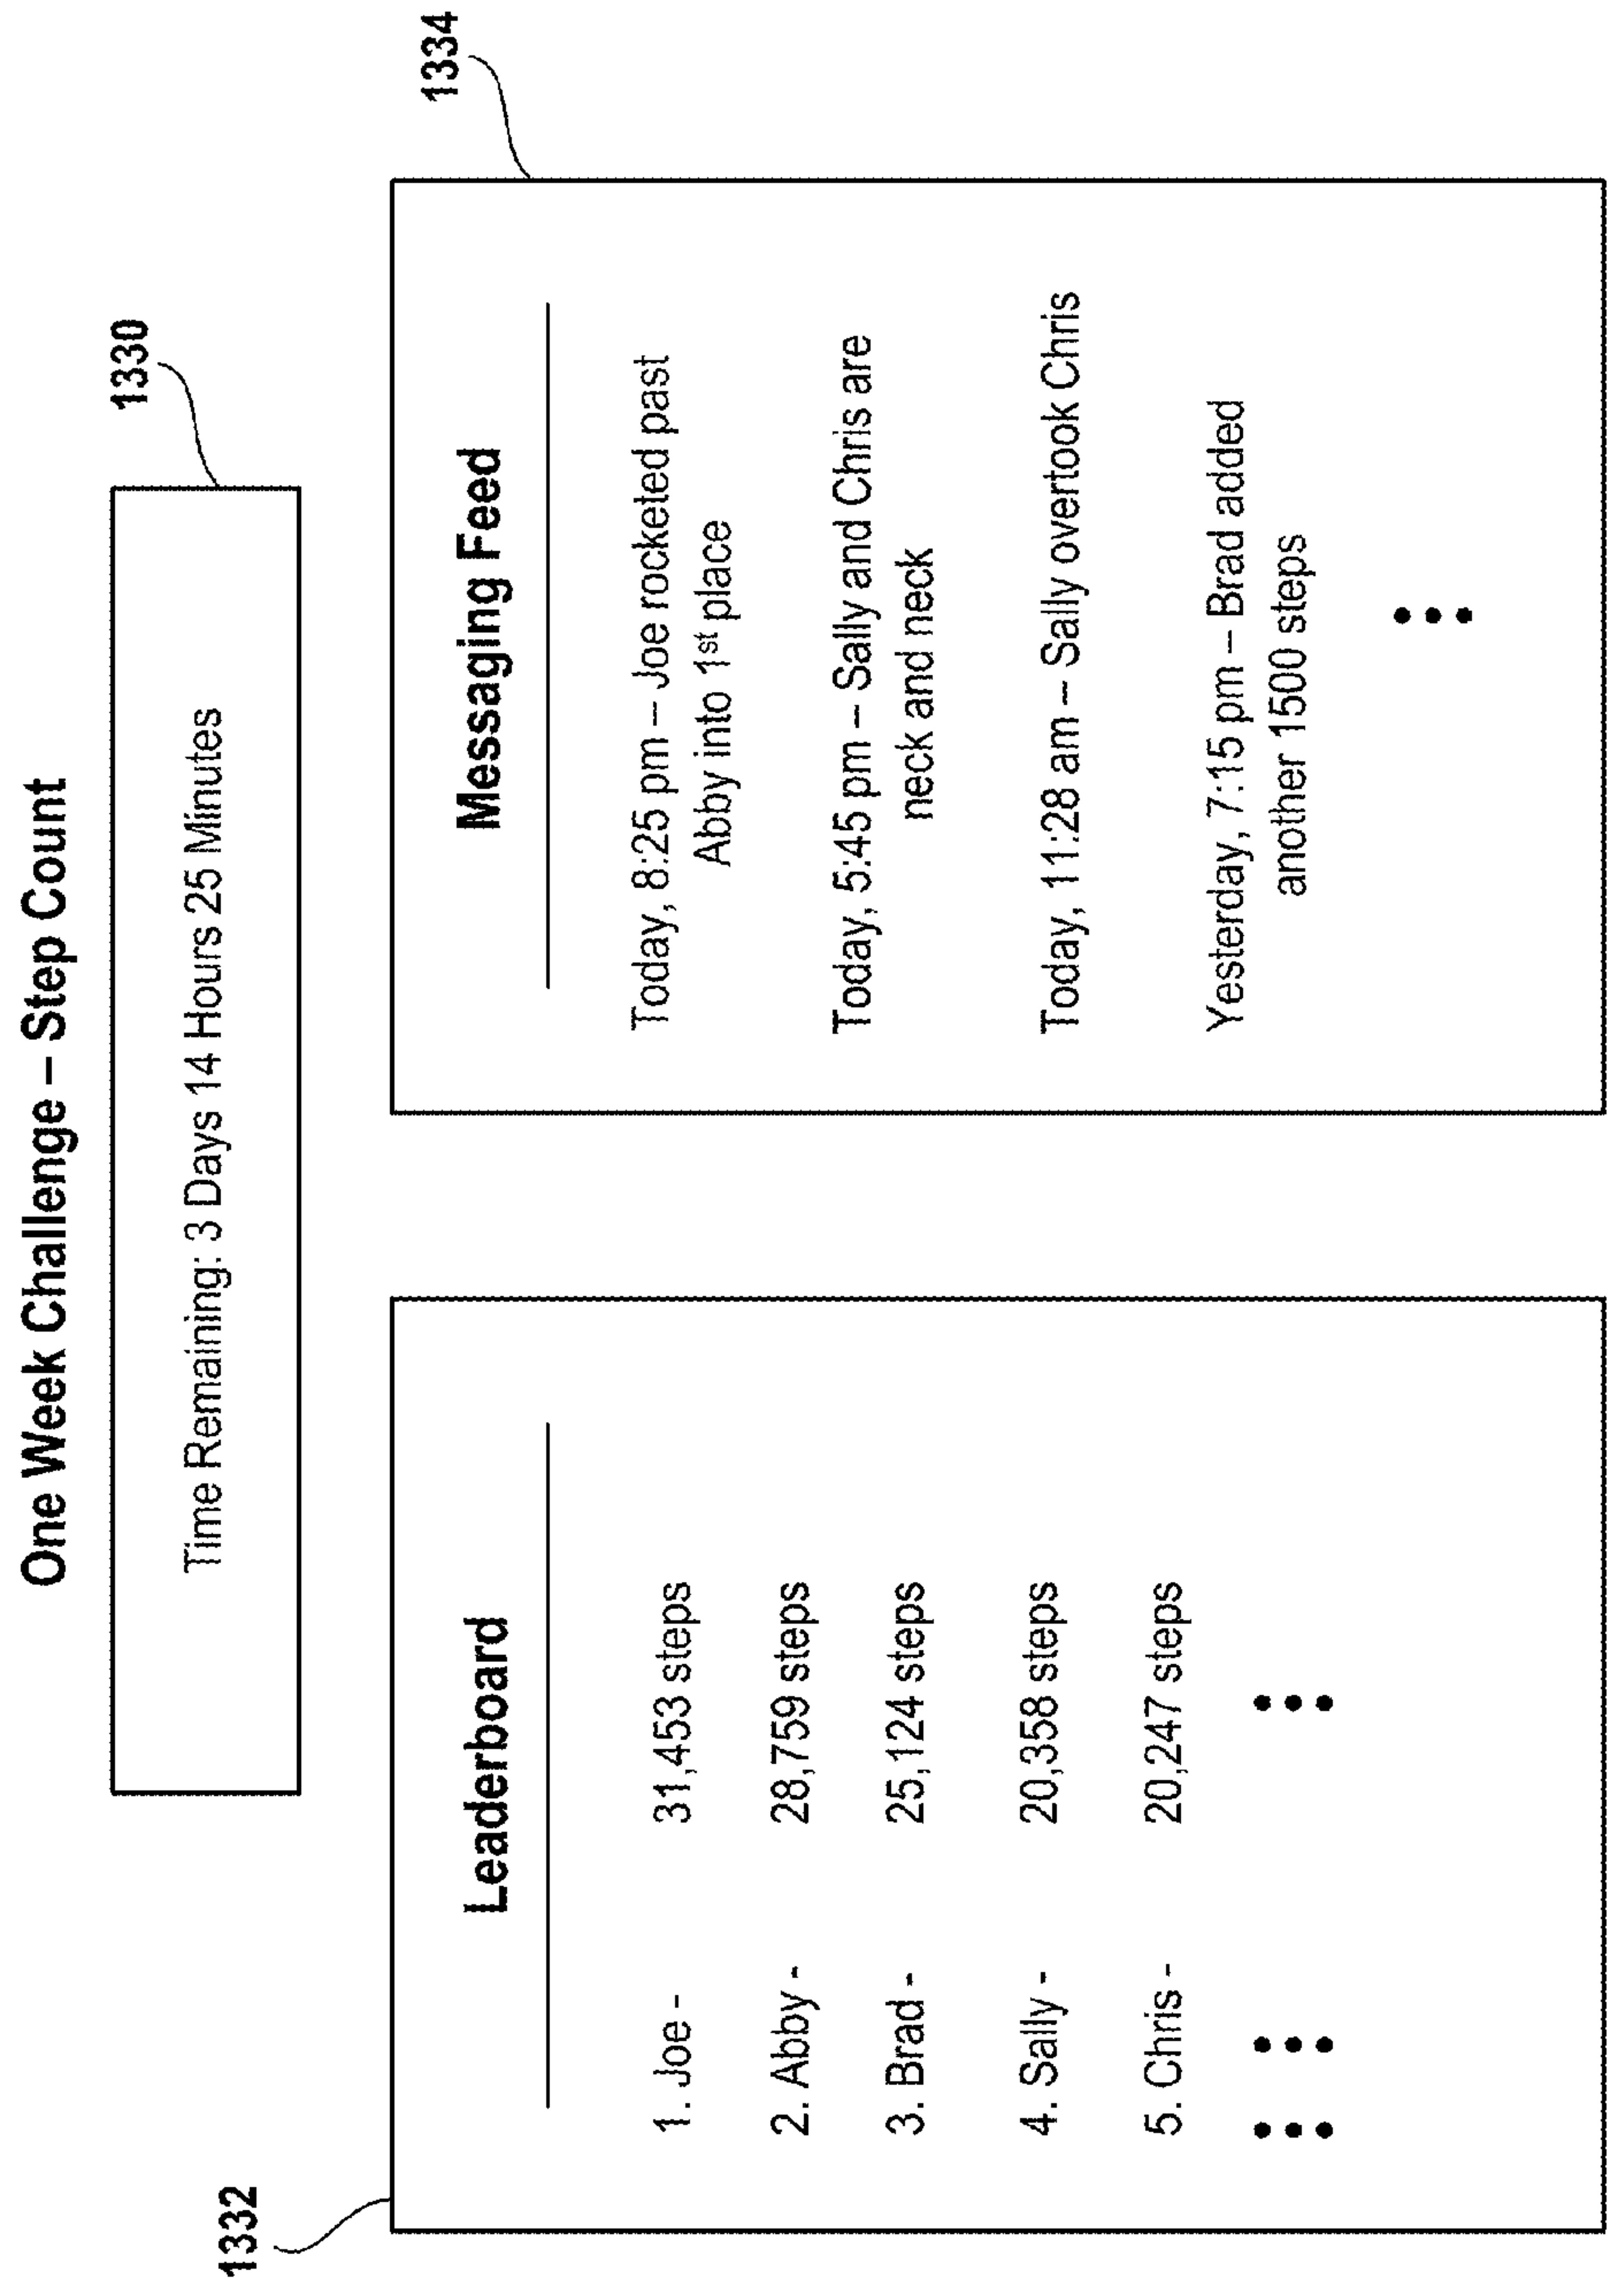 One Week Challenge – Step Count
1330
Time Remaining: 3 Days 14 Hours 25 Minutes
1332
Leaderboard
1. Joe - 31,453 steps
2. Abby - 28,759 steps
3. Brad - 25,124 steps
4. Sally - 20,358 steps
5. Chris - 20,247 steps
1334
Messaging Feed
Today, 8:25 pm – Joe rocketed past
Abby into 1st place
Today, 5:45 pm – Sally and Chris are
neck and neck
Today, 11:28 am – Sally overtook Chris
Yesterday, 7:15 pm – Brad added
another 1500 steps